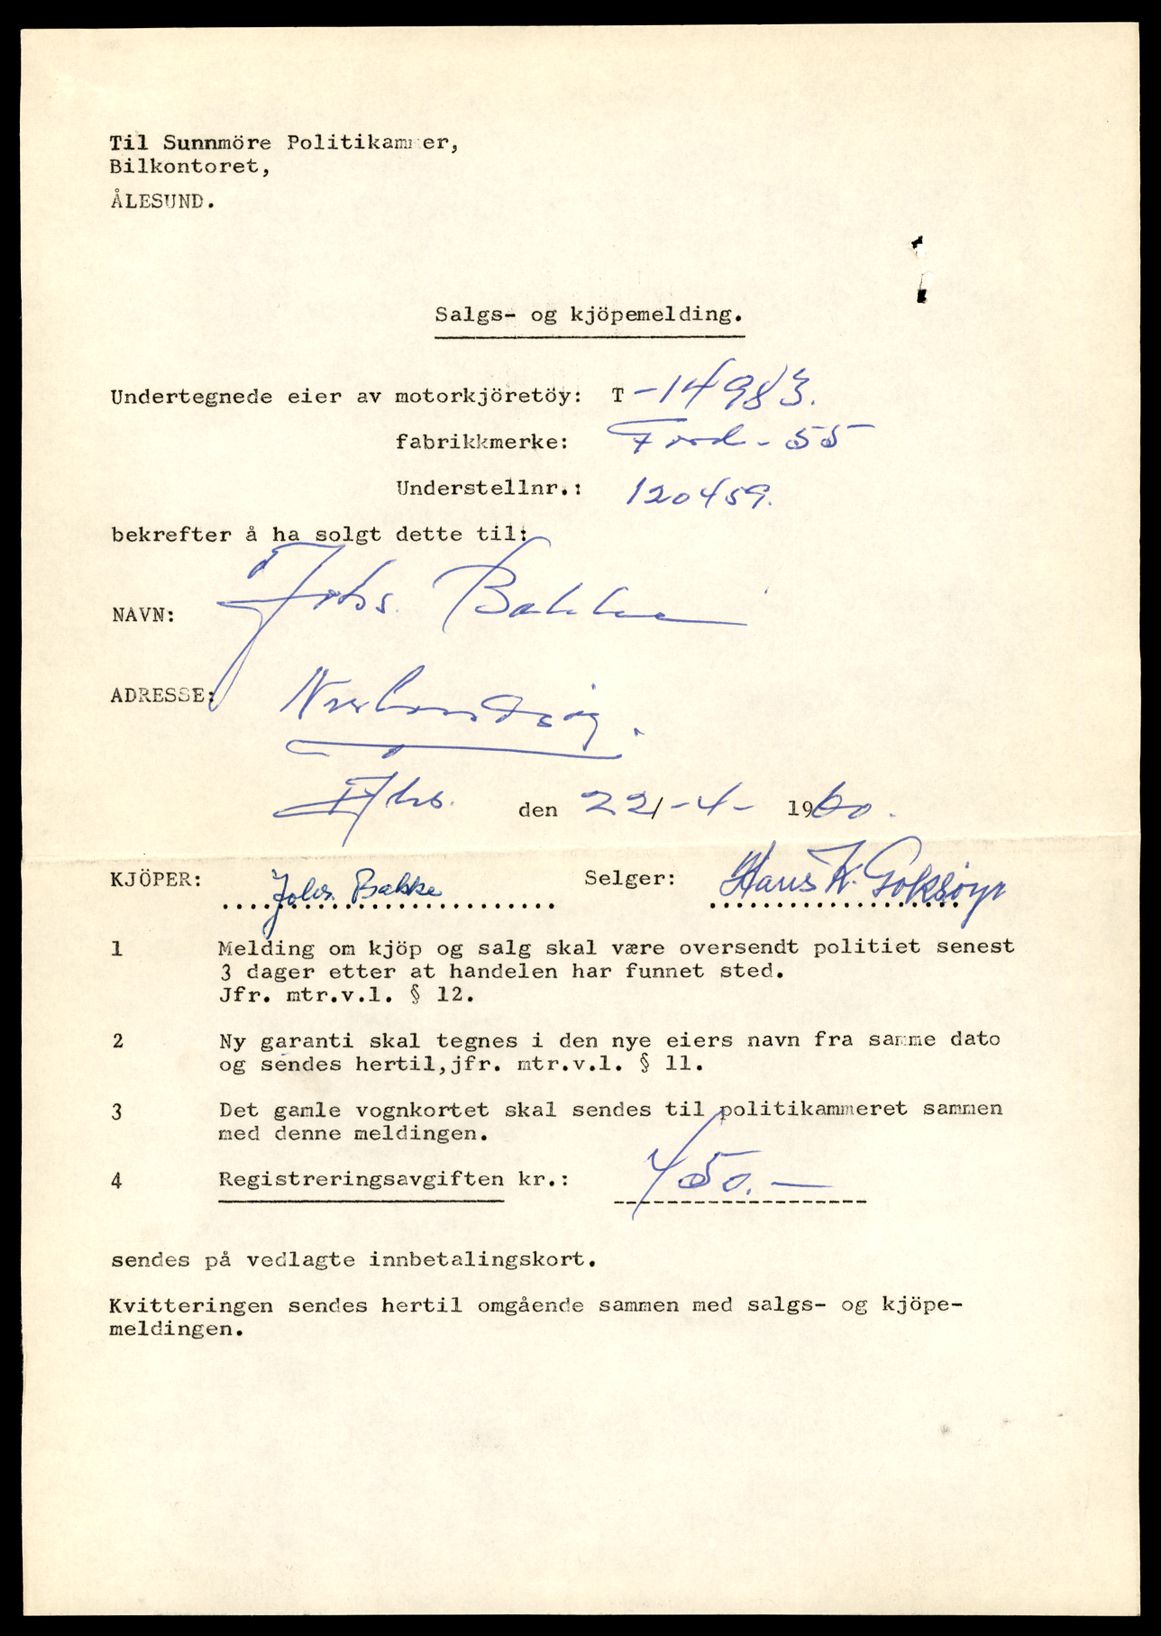 Til Sunnmöre Politikammer,
Bilkontoret,
ÅLESUND.
Salgs- og kjöpemelding.
Undertegnede eier av motorkjöretöy: T -14983.
fabrikkmerke: Ford - 55
Understellnr.: 120459.
bekrefter å ha solgt dette til:
NAVN: Johs. Bakke
ADRESSE:
den 22/-4- 1960.
KJÖPER: Johs. Bakke Selger: Hans K. Goksöyr
1 Melding om kjöp og salg skal være oversendt politiet senest
3 dager etter at handelen har funnet sted.
Jfr. mtr.v.l. § 12.
2 Ny garanti skal tegnes i den nye eiers navn fra samme dato
og sendes hertil,jfr. mtr.v.l. § 11.
3 Det gamle vognkortet skal sendes til politikammeret sammen
med denne meldingen.
4 Registreringsavgiften kr.: 450.-
sendes på vedlagte innbetalingskort.
Kvitteringen sendes hertil omgående sammen med salgs- og kjöpe-
meldingen.